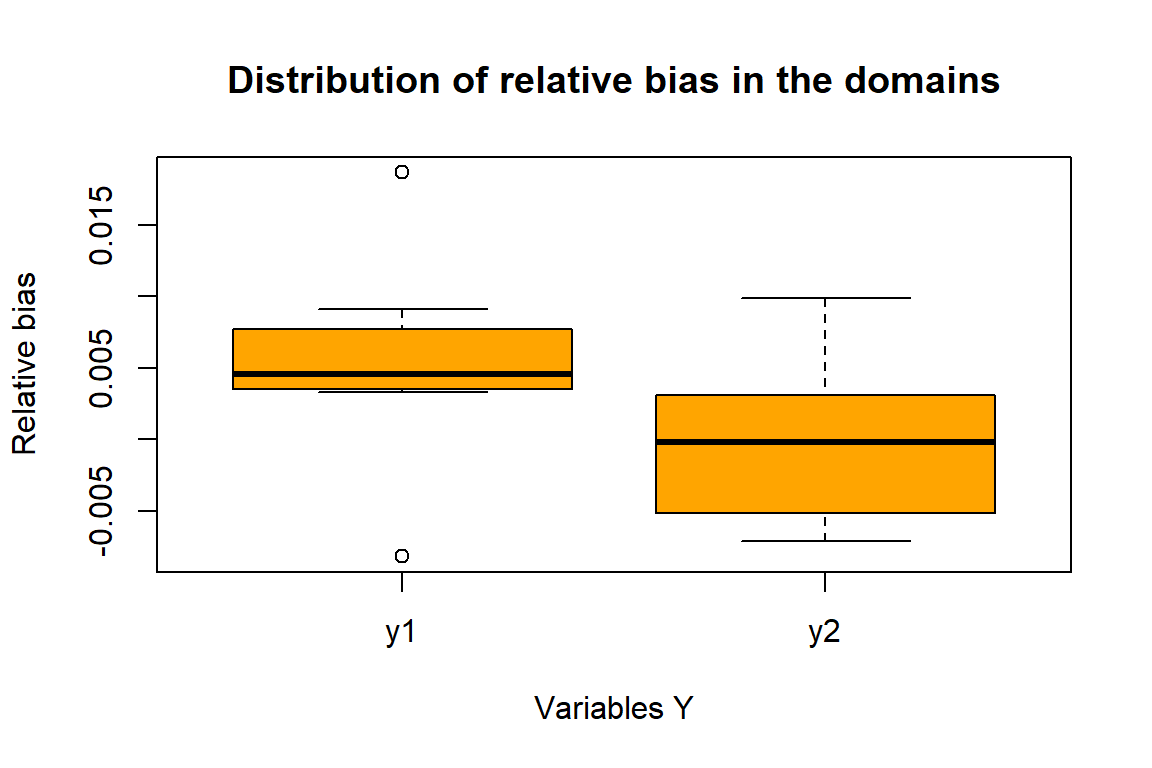 Distribution of relative bias in the domains
Relative bias
0.015
0.005
-0.005
y1
y2
Variables Y